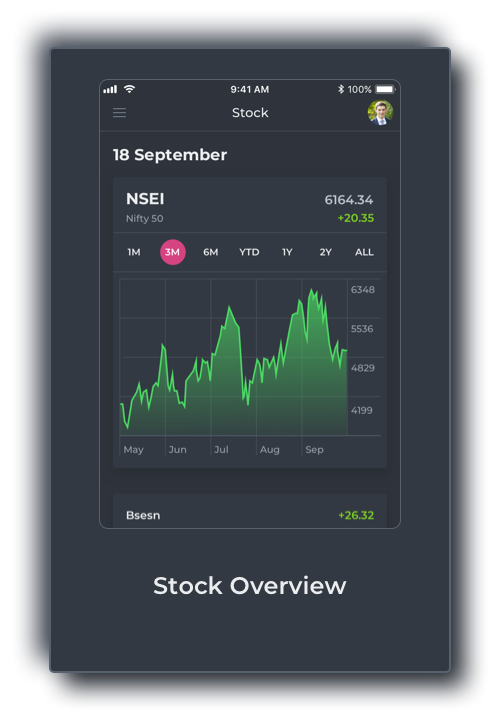 9:41 AM 100%
Stock
18 September
NSEI 6164.34
Nifty 50 +20.35
1M 3M 6M YTD 1Y 2Y ALL
6348
5536
4829
4199
May Jun Jul Aug Sep
Bsesn +26.32
Stock Overview